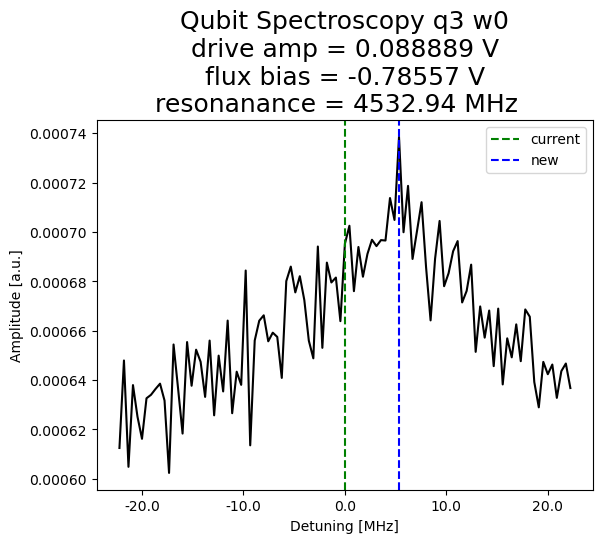 Qubit Spectroscopy q3 w0
drive amp = 0.088889 V
flux bias = -0.78557 V
resonanance = 4532.94 MHz
current
new
0.00074
0.00072
0.00070
0.00068
0.00066
0.00064
0.00062
0.00060
Amplitude [a.u.]
-20.0
-10.0
0.0
10.0
20.0
Detuning [MHz]